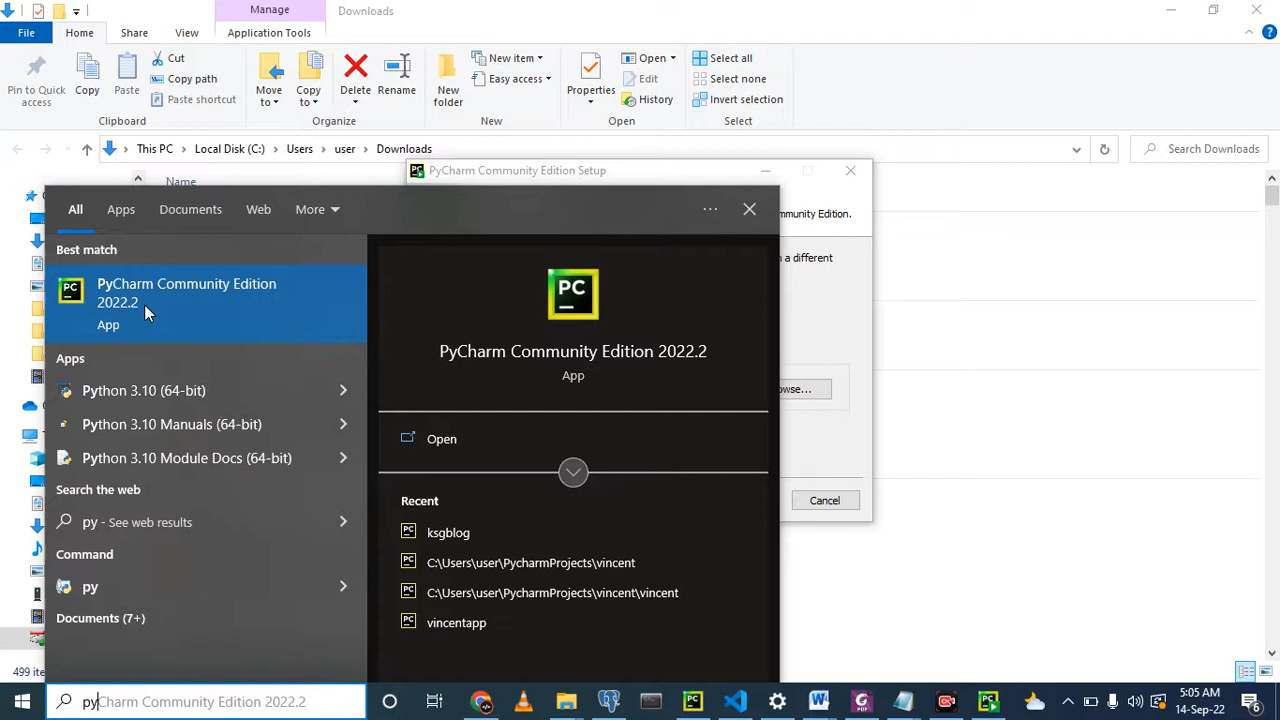 Manage
Downloads
File
Home
Share
View
Application Tools
Pin to Quick
access
Copy
Paste
Cut
Copy path
Paste shortcut
Clipboard
Move
to
Copy
to
Delete
Rename
Organize
New
folder
New item
Easy access
New
Properties
Open
Edit
History
Open
Select all
Select none
Invert selection
Select
This PC
Local Disk (C:)
Users
user
Downloads
Search Downloads
Name
PyCharm Community Edition Setup
mmunity Edition.
n a different
owse...
Cancel
All
Apps
Documents
Web
More
Best match
PyCharm Community Edition
2022.2
App
Apps
Python 3.10 (64-bit)
Python 3.10 Manuals (64-bit)
Python 3.10 Module Docs (64-bit)
Search the web
py - See web results
Command
py
Documents (7+)
PC
PyCharm Community Edition 2022.2
App
Open
Recent
ksgblog
C:\Users\user\PycharmProjects\vincent
C:\Users\user\PycharmProjects\vincent\vincent
vincentapp
499 ite
pyCharm Community Edition 2022.2
5:05 AM
14-Sep-22
6